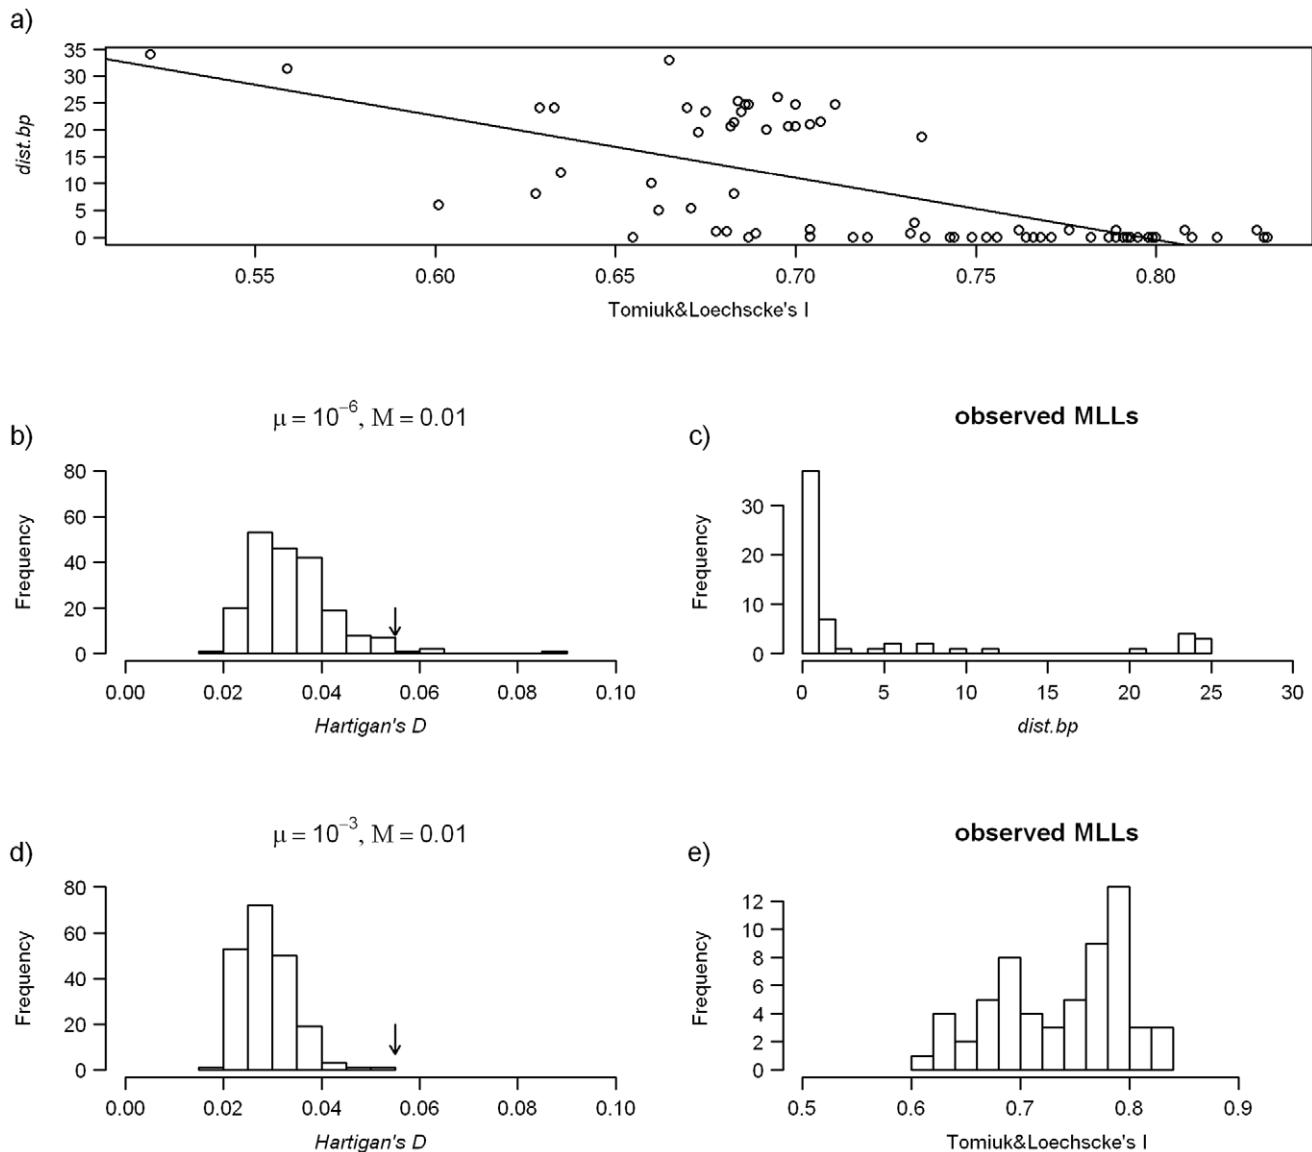 a)
35
30
25
20
15
10
5
0
dist.bp
0.55 0.60 0.65 0.70 0.75 0.80
Tomiuk&Loechscke's I
b)
μ = 10⁻⁶, M = 0.01
80
60
40
20
0
Frequency
0.00 0.02 0.04 0.06 0.08 0.10
Hartigan's D
c)
observed MLLs
30
20
10
0
Frequency
0 5 10 15 20 25 30
dist.bp
d)
μ = 10⁻³, M = 0.01
80
60
40
20
0
Frequency
0.00 0.02 0.04 0.06 0.08 0.10
Hartigan's D
e)
observed MLLs
12
10
8
6
4
2
0
Frequency
0.5 0.6 0.7 0.8 0.9
Tomiuk&Loechscke's I